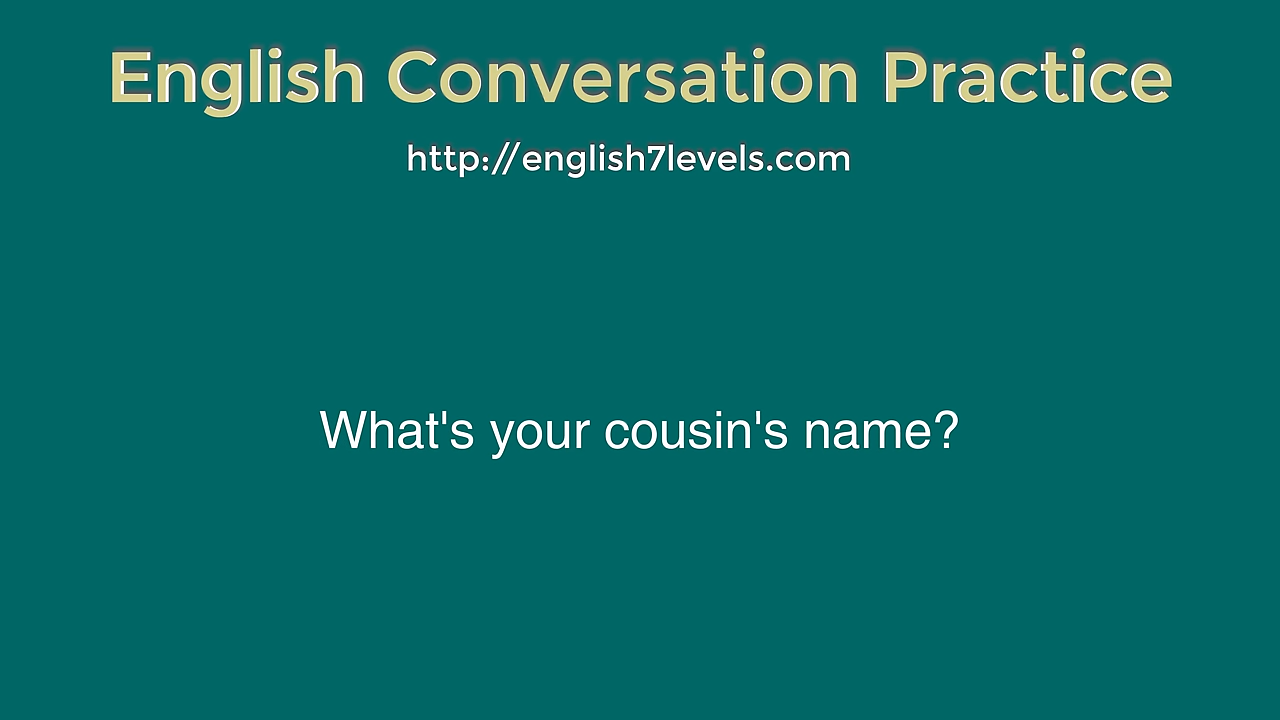 English Conversation Practice
http://english7levels.com
What's your cousin's name?